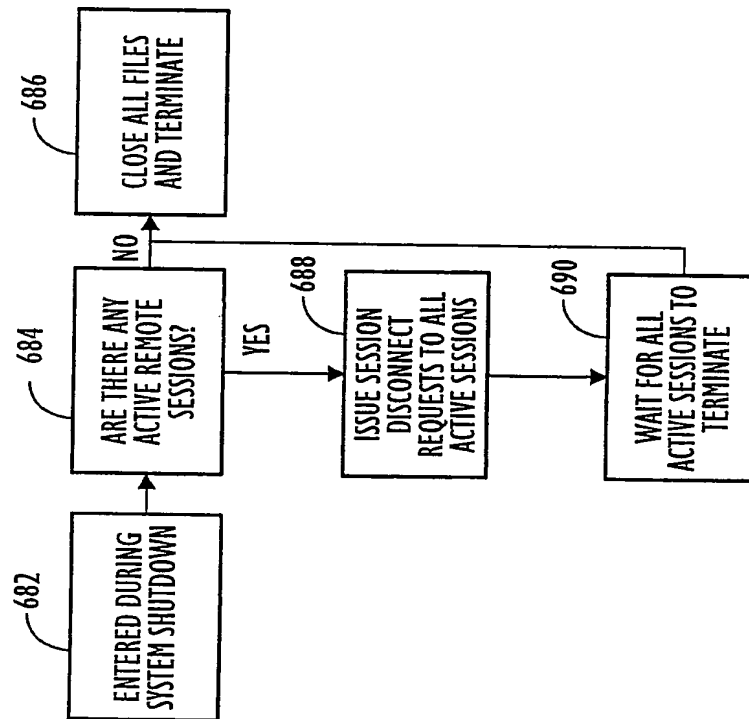 682
ENTERED DURING
SYSTEM SHUTDOWN
684
ARE THERE ANY
ACTIVE REMOTE
SESSIONS?
NO
YES
686
CLOSE ALL FILES
AND TERMINATE
688
ISSUE SESSION
DISCONNECT
REQUESTS TO ALL
ACTIVE SESSIONS
690
WAIT FOR ALL
ACTIVE SESSIONS TO
TERMINATE